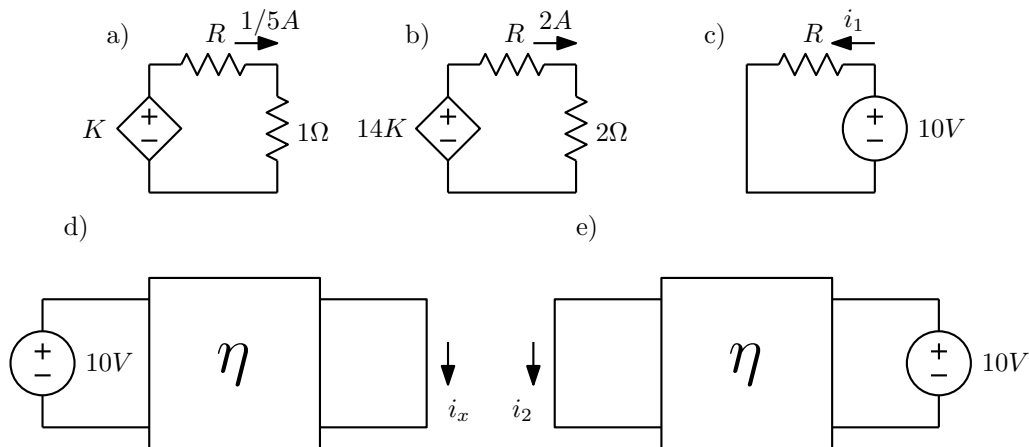 a) R 1/5A b) R 2A c) R i₁
K + − 1Ω 14K + − 2Ω + − 10V
d) e)
+ − 10V η iₓ i₂ η + − 10V